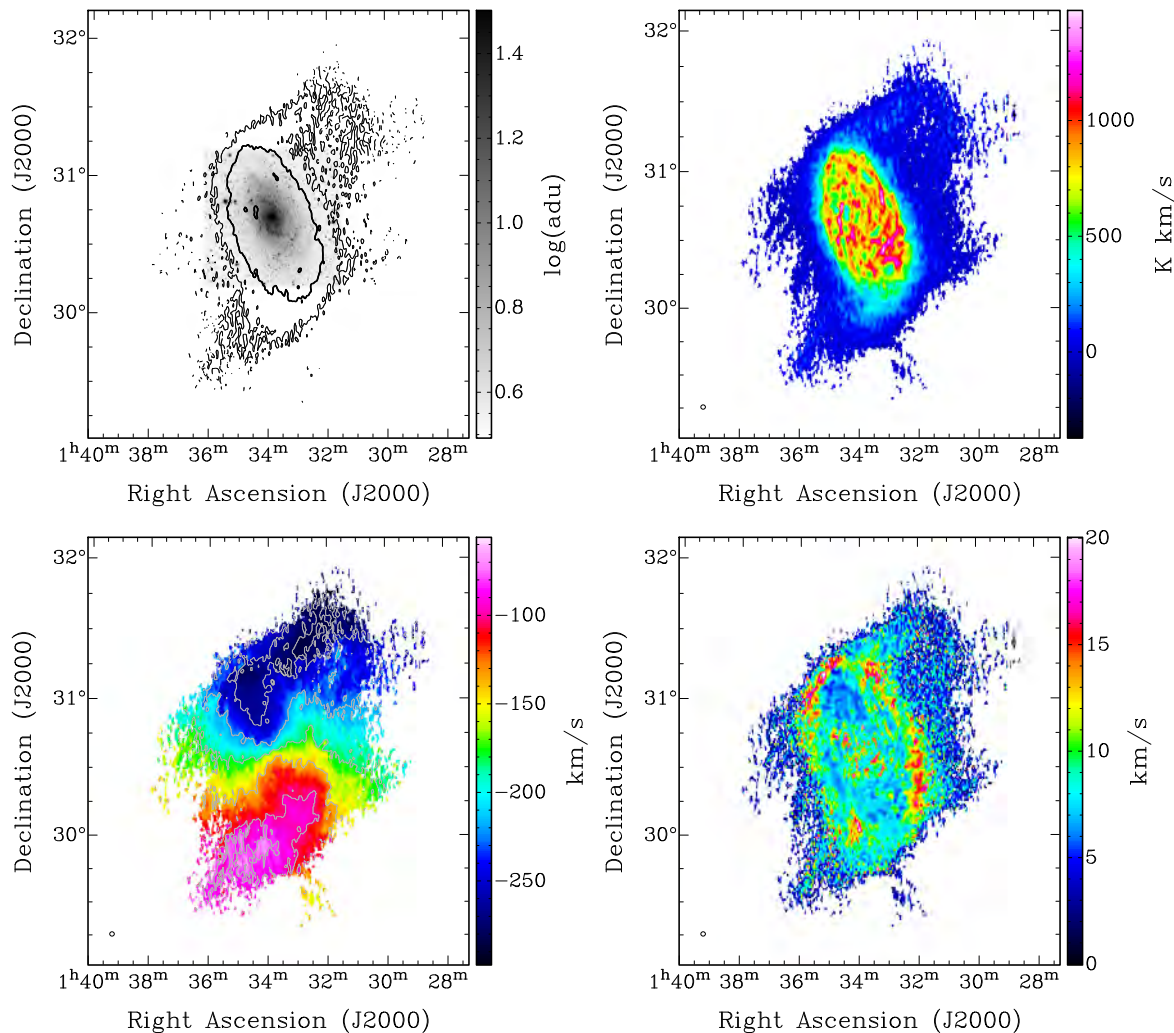 32°
31°
30°
Declination (J2000)
1h40m 38m 36m 34m 32m 30m 28m
Right Ascension (J2000)
1.4
1.2
1.0
0.8
0.6
log(adu)
32°
31°
30°
Declination (J2000)
1h40m 38m 36m 34m 32m 30m 28m
Right Ascension (J2000)
1000
500
0
K km/s
32°
31°
30°
Declination (J2000)
1h40m 38m 36m 34m 32m 30m 28m
Right Ascension (J2000)
−100
−150
−200
−250
km/s
32°
31°
30°
Declination (J2000)
1h40m 38m 36m 34m 32m 30m 28m
Right Ascension (J2000)
20
15
10
5
0
km/s